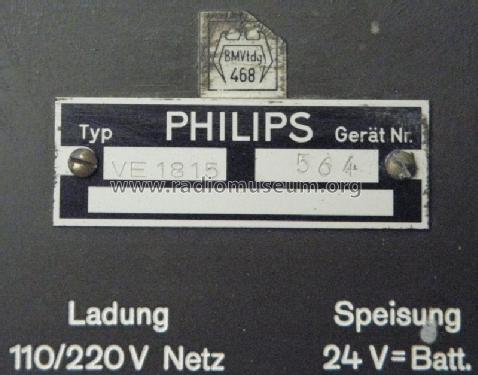 BMVtdg
468
Typ PHILIPS Gerät Nr.
VE 1815 564
www.radiomuseum.org
Ladung Speisung
110/220V Netz 24 V=Batt.